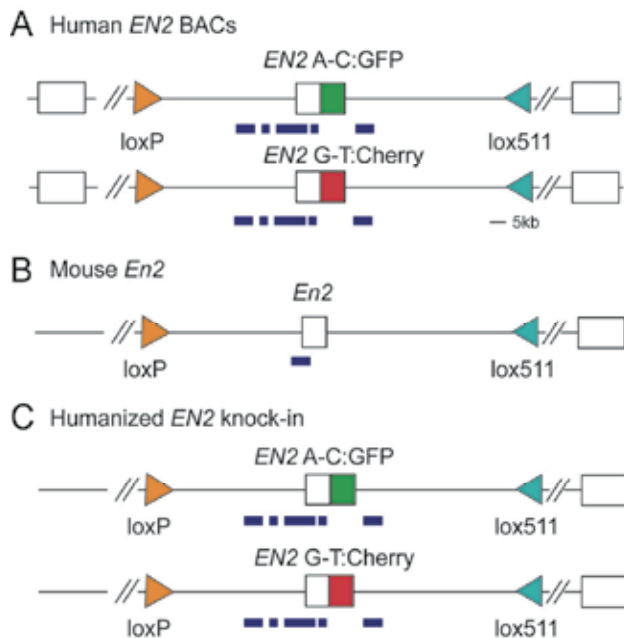 A Human EN2 BACs
EN2 A-C:GFP
loxP lox511
EN2 G-T:Cherry
5kb
B Mouse En2
En2
loxP lox511
C Humanized EN2 knock-in
EN2 A-C:GFP
loxP lox511
EN2 G-T:Cherry
loxP lox511